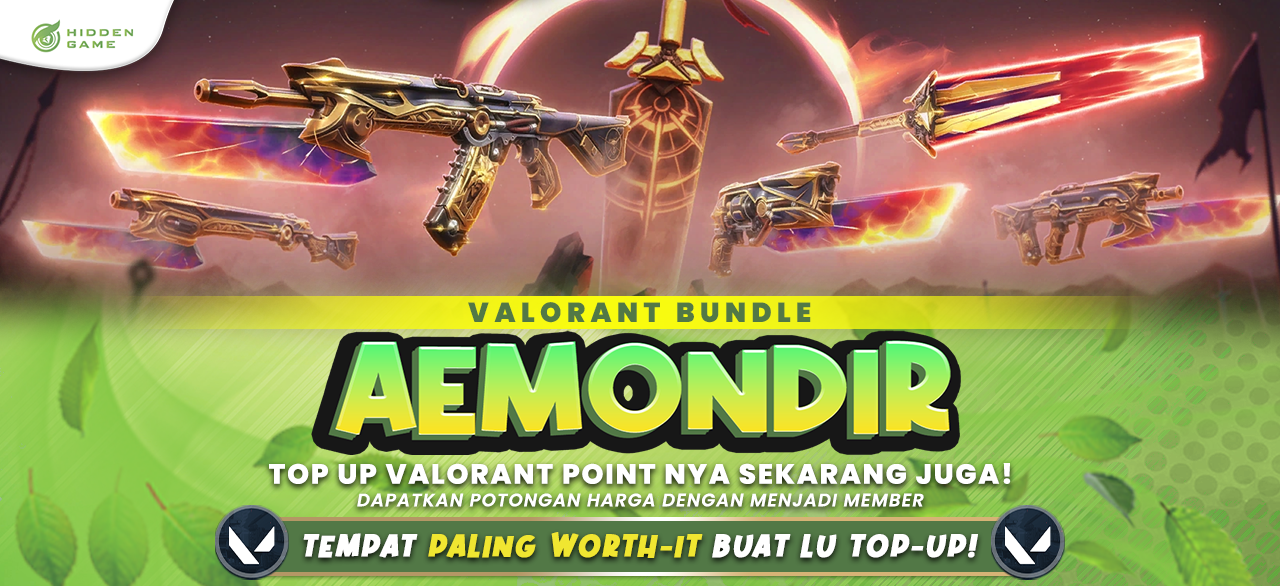 HIDDEN
GAME
VALORANT BUNDLE
AEMONDIR
TOP UP VALORANT POINT NYA SEKARANG JUGA!
DAPATKAN POTONGAN HARGA DENGAN MENJADI MEMBER
TEMPAT PALING WORTH-IT BUAT LU TOP-UP!